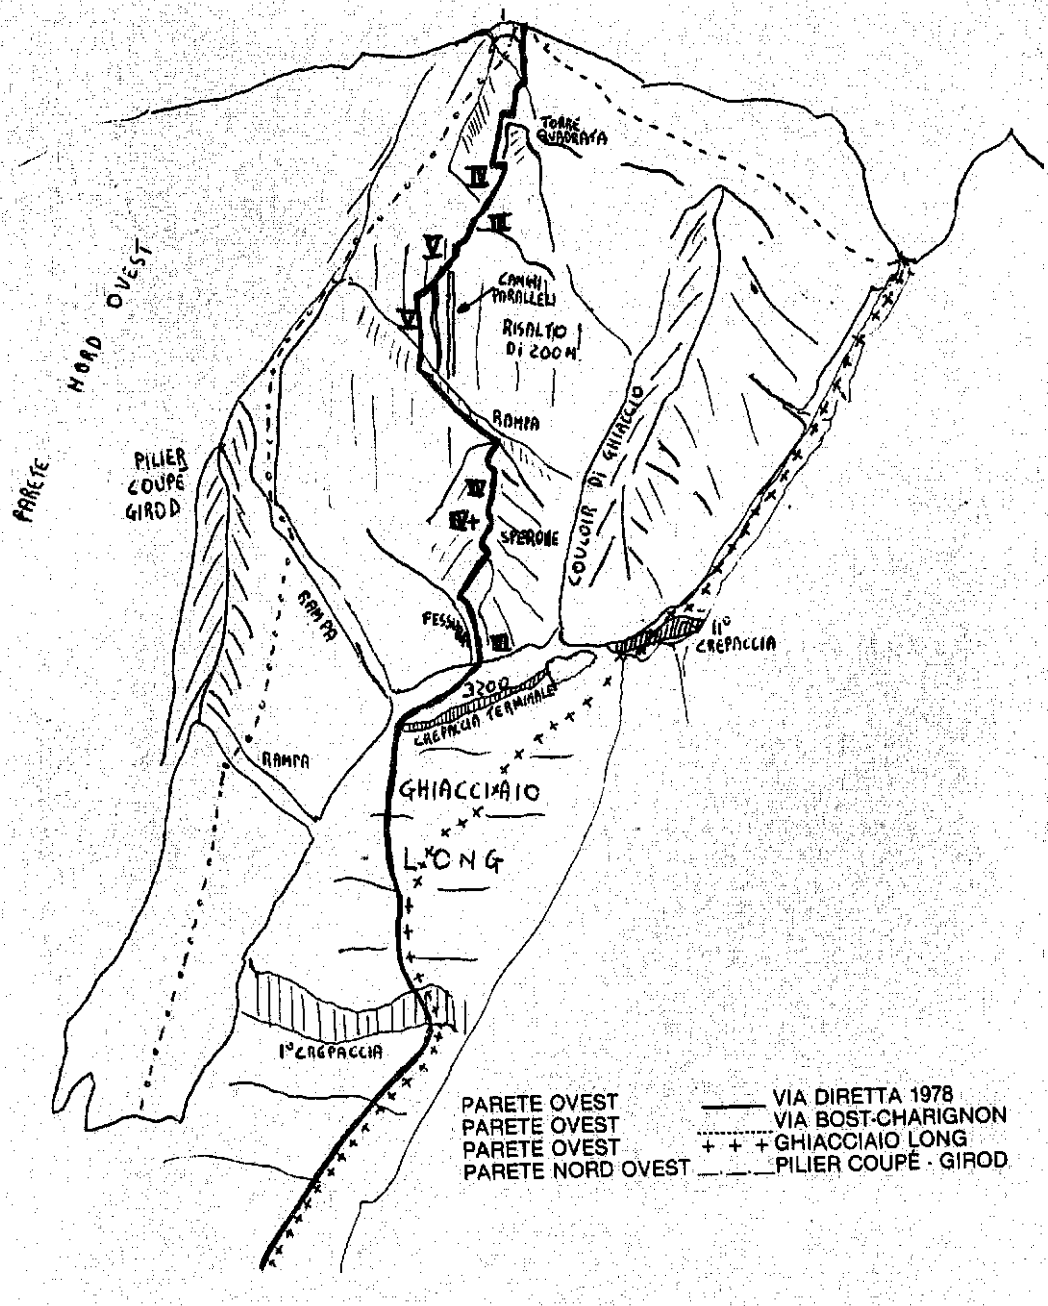 TORRE
QUADRATA
IV
III
V
CAMINI
PARALLELI
V
RISALTO
DI 200 M.
PARETE NORD OVEST
RAMPA
COULOIR DI GHIACCIO
PILIER
COUPÉ
GIROD
IV
IV+
SPERONE
RAMPA
FESSURA
III
II°
CREPACCIA
3200
CREPACCIA TERMINALE
RAMPA
GHIACCIAIO
LONG
1° CREPACCIA
PARETE OVEST VIA DIRETTA 1978
PARETE OVEST VIA BOST-CHARIGNON
PARETE OVEST + + + GHIACCIAIO LONG
PARETE NORD OVEST PILIER COUPÉ - GIROD